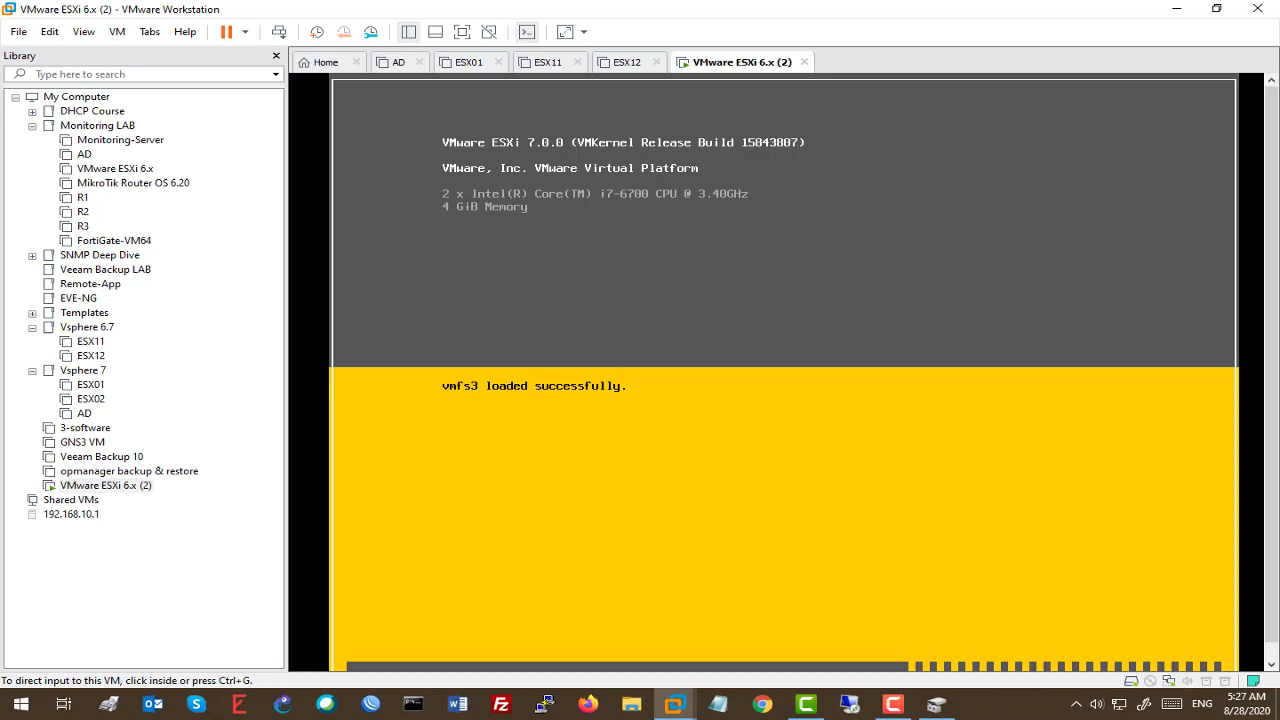 VMware ESXi 6.x (2) - VMware Workstation
File Edit View VM Tabs Help
Library
Type here to search
Home AD ESX01 ESX11 ESX12 VMware ESXi 6.x (2)
My Computer
DHCP Course
Monitoring LAB
Monitoring-Server
AD
VMware ESXi 6.x
MikroTik Router OS 6.20
R1
R2
R3
FortiGate-VM64
SNMP Deep Dive
Veeam Backup LAB
Remote-App
EVE-NG
Templates
Vsphere 6.7
ESX11
ESX12
Vsphere 7
ESX01
ESX02
AD
3-software
GNS3 VM
Veeam Backup 10
opmanager backup & restore
VMware ESXi 6.x (2)
Shared VMs
192.168.10.1
VMware ESXi 7.0.0 (VMKernel Release Build 15843807)
VMware, Inc. VMware Virtual Platform
2 x Intel(R) Core(TM) i7-6700 CPU @ 3.40GHz
4 GiB Memory
vmfs3 loaded successfully.
To direct input to this VM, click inside or press Ctrl+G.
ENG
5:27 AM
8/28/2020